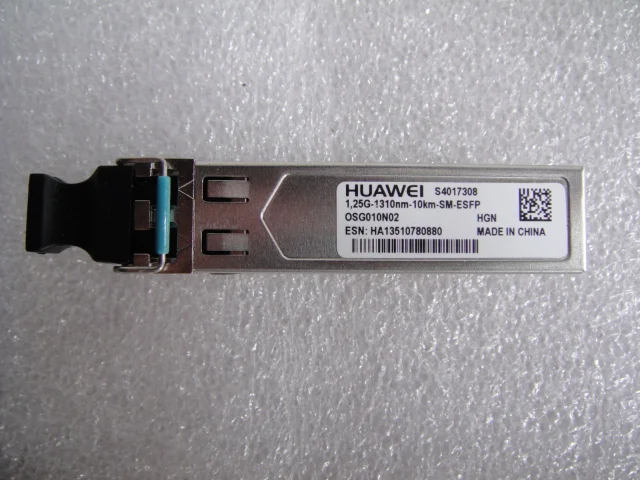 HUAWEI S4017308
1,25G-1310nm-10km-SM-ESFP
OSG010N02 HGN
ESN: HA13510780880 MADE IN CHINA